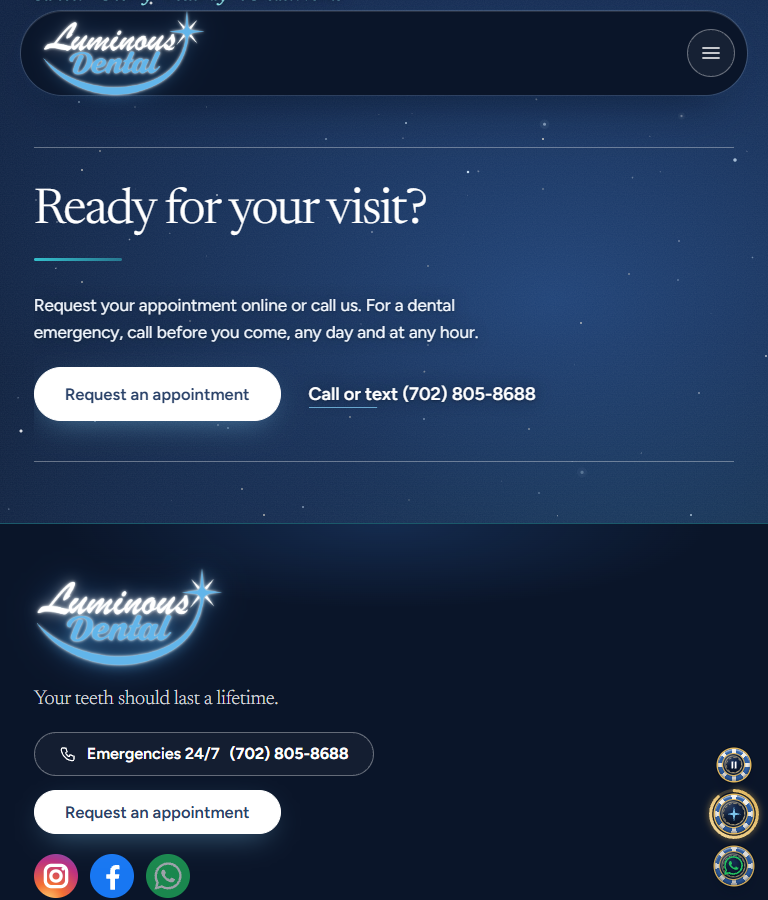 Luminous
Dental
Ready for your visit?
Request your appointment online or call us. For a dental
emergency, call before you come, any day and at any hour.
Request an appointment
Call or text (702) 805-8688
Luminous
Dental
Your teeth should last a lifetime.
Emergencies 24/7 (702) 805-8688
Request an appointment